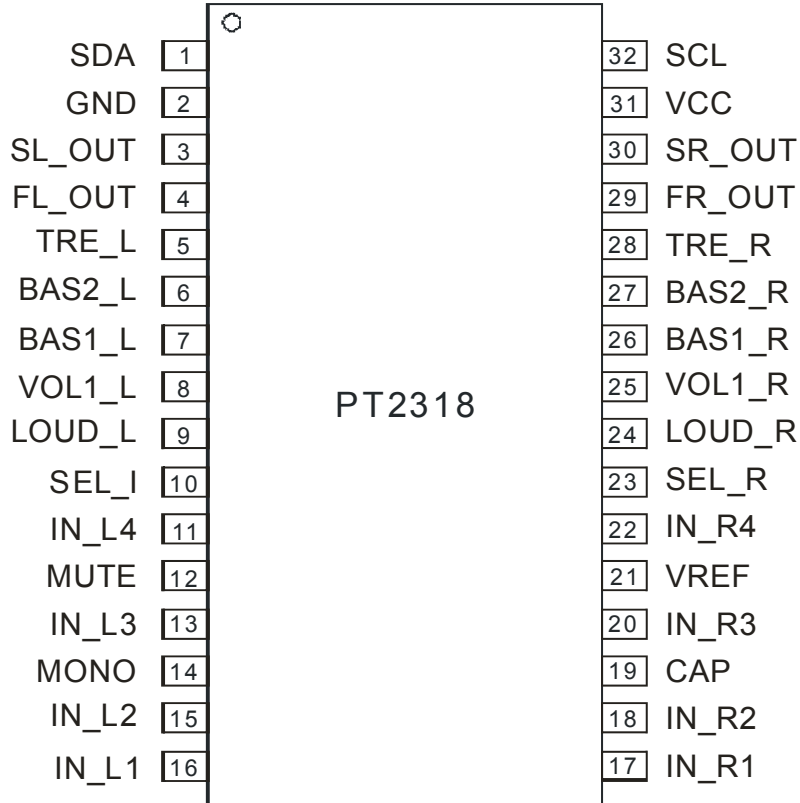 SDA 1 32 SCL
GND 2 31 VCC
SL_OUT 3 30 SR_OUT
FL_OUT 4 29 FR_OUT
TRE_L 5 28 TRE_R
BAS2_L 6 27 BAS2_R
BAS1_L 7 26 BAS1_R
VOL1_L 8 25 VOL1_R
PT2318
LOUD_L 9 24 LOUD_R
SEL_I 10 23 SEL_R
IN_L4 11 22 IN_R4
MUTE 12 21 VREF
IN_L3 13 20 IN_R3
MONO 14 19 CAP
IN_L2 15 18 IN_R2
IN_L1 16 17 IN_R1